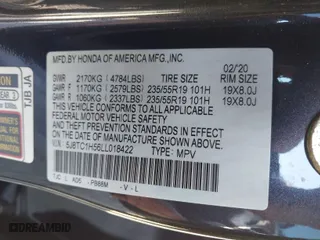 MFD.BY HONDA OF AMERICA MFG.,INC.
02/20
GVWR 2170KG (4784LBS) TIRE SIZE RIM SIZE
GAWR F 1170KG (2579LBS) 235/55R19 101H 19X8.0J
GAWR R 1060KG (2337LBS) 235/55R19 101H 19X8.0J
THIS VEHICLE CONFORMS TO ALL APPLICABLE
FEDERAL MOTOR VEHICLE SAFETY AND
THEFT PREVENTION STANDARDS IN EFFECT ON
THE DATE OF MANUFACTURE SHOWN ABOVE.
V.I.N.: 5J8TC1H56LL018422 TYPE: MPV
TJB JA
TJC PB88M -V-L
DREAMBID